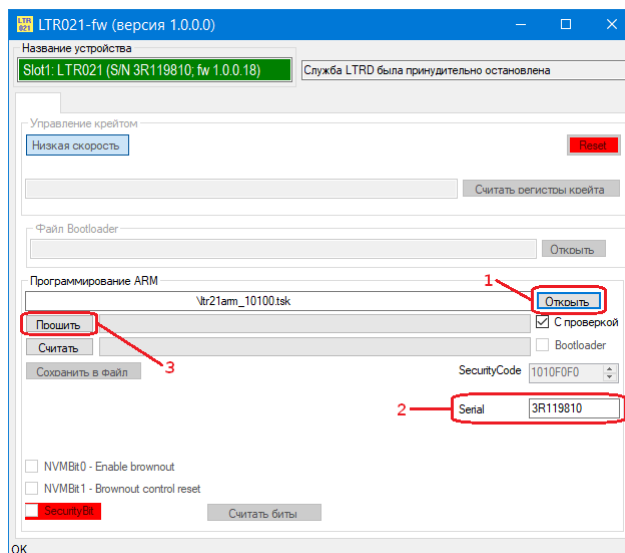 LTR
021
LTR021-fw (версия 1.0.0.0)
Название устройства
Slot1: LTR021 (S/N 3R119810; fw 1.0.0.18)
Служба LTRD была принудительно остановлена
Управление крейтом
Низкая скорость
Reset
Считать регистры крейта
Файл Bootloader
Открыть
Программирование ARM
1
\ltr21arm_10100.tsk
Открыть
Прошить
С проверкой
Считать
Bootloader
3
Сохранить в файл
SecurityCode
1010F0F0
2
Serial
3R119810
NVMBit0 - Enable brownout
NVMBit1 - Brownout control reset
SecurityBit
Считать биты
OK